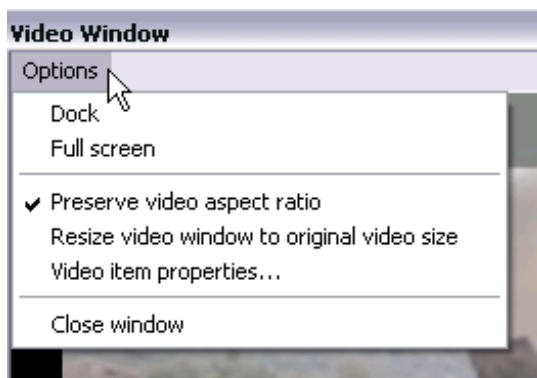 Video Window
Options
Dock
Full screen
Preserve video aspect ratio
Resize video window to original video size
Video item properties...
Close window